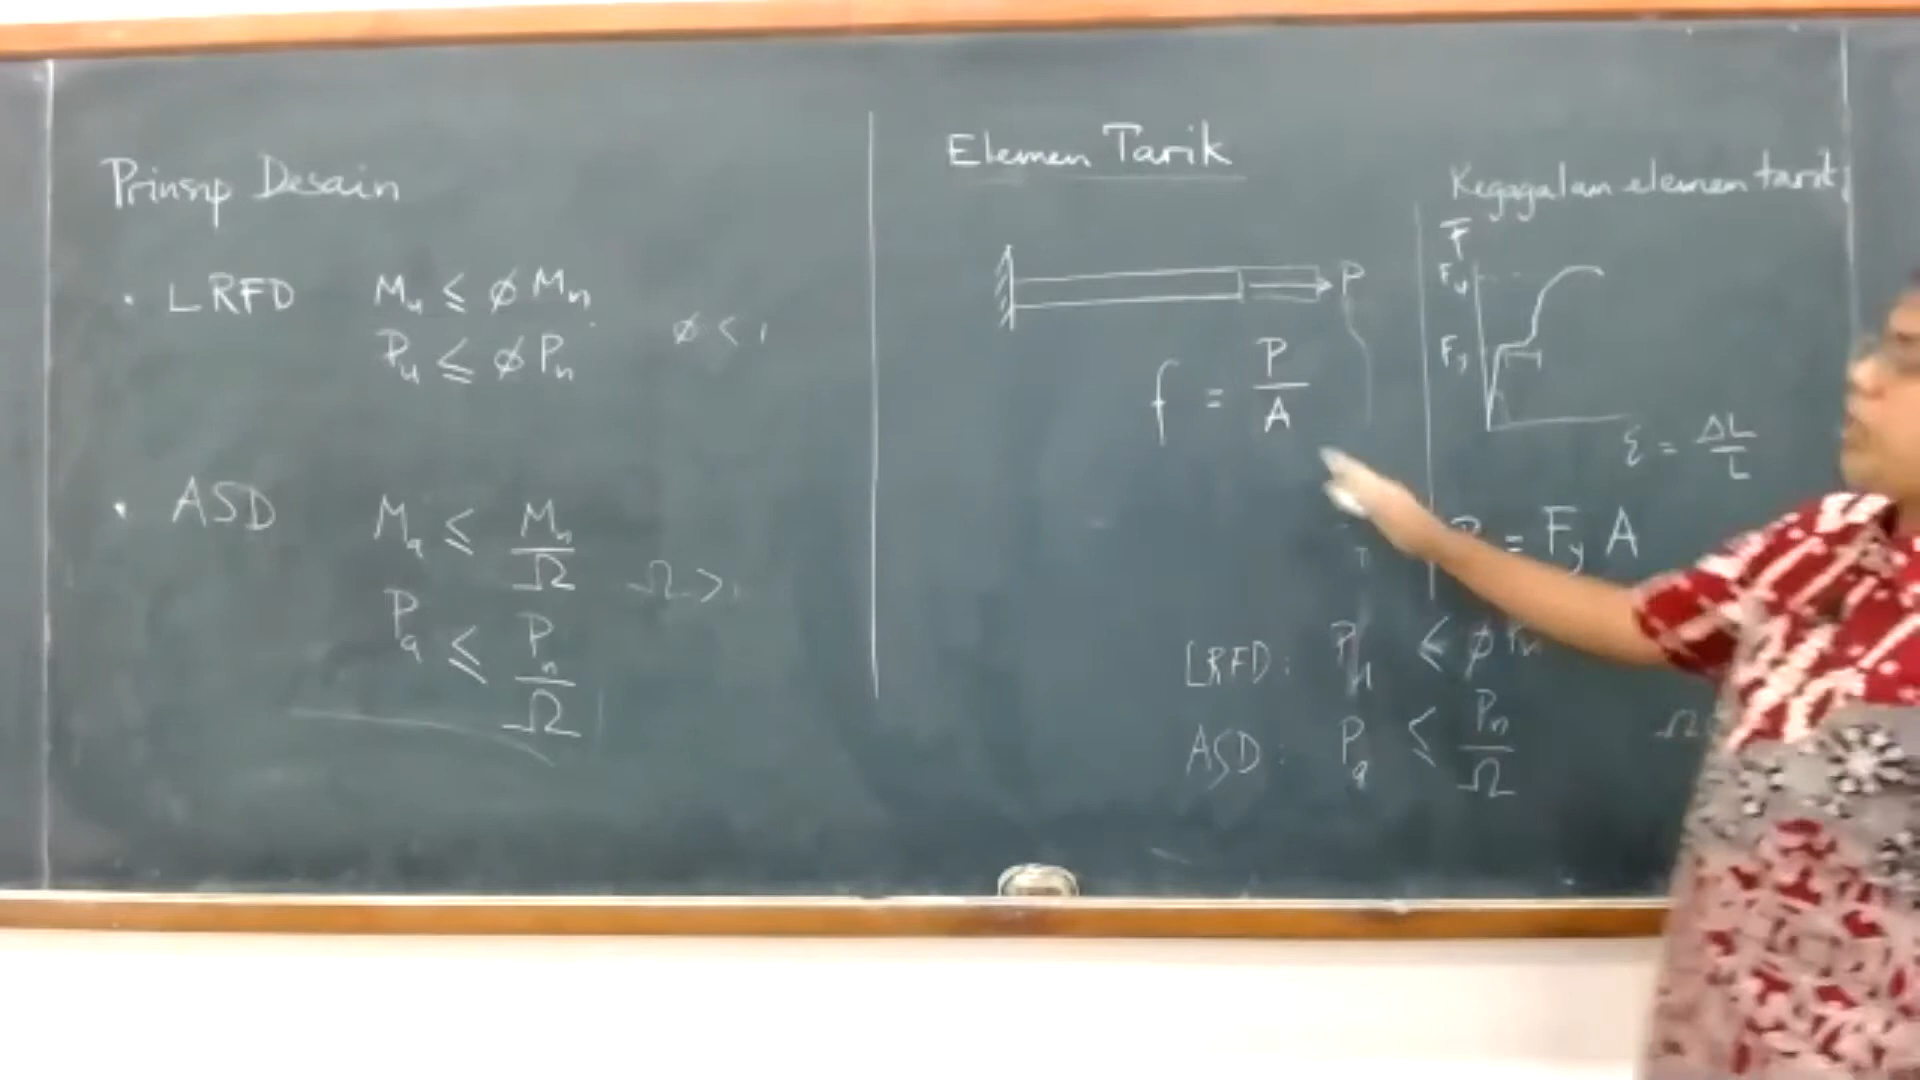 Prinsip Desain
• LRFD Mu ≤ ø Mn
Pu ≤ ø Pn
ø < 1
• ASD Ma ≤ Mn/Ω
Pa ≤ Pn/Ω
Ω >
Elemen Tarik
P
f = P/A
Kegagalan elemen tarik
F
Fu
Fy
ε = ΔL/L
= Fy A
LRFD: Pu ≤ ø Pn
ASD: Pa ≤ Pn/Ω
Ω